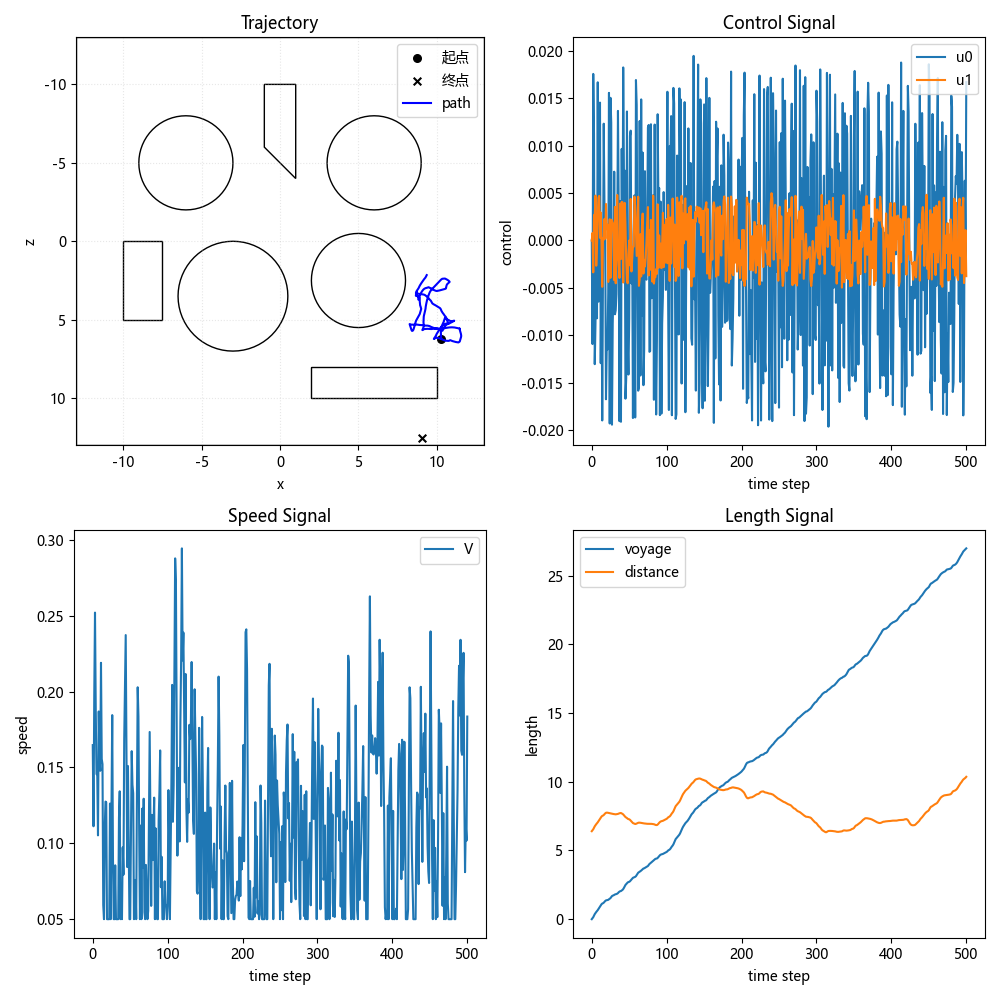 Trajectory
起点
终点
path
-10
-5
0
5
10
z
-10
-5
0
5
10
x
Control Signal
u0
u1
0.020
0.015
0.010
0.005
0.000
-0.005
-0.010
-0.015
-0.020
control
0
100
200
300
400
500
time step
Speed Signal
V
0.30
0.25
0.20
0.15
0.10
0.05
speed
0
100
200
300
400
500
time step
Length Signal
voyage
distance
25
20
15
10
5
0
length
0
100
200
300
400
500
time step